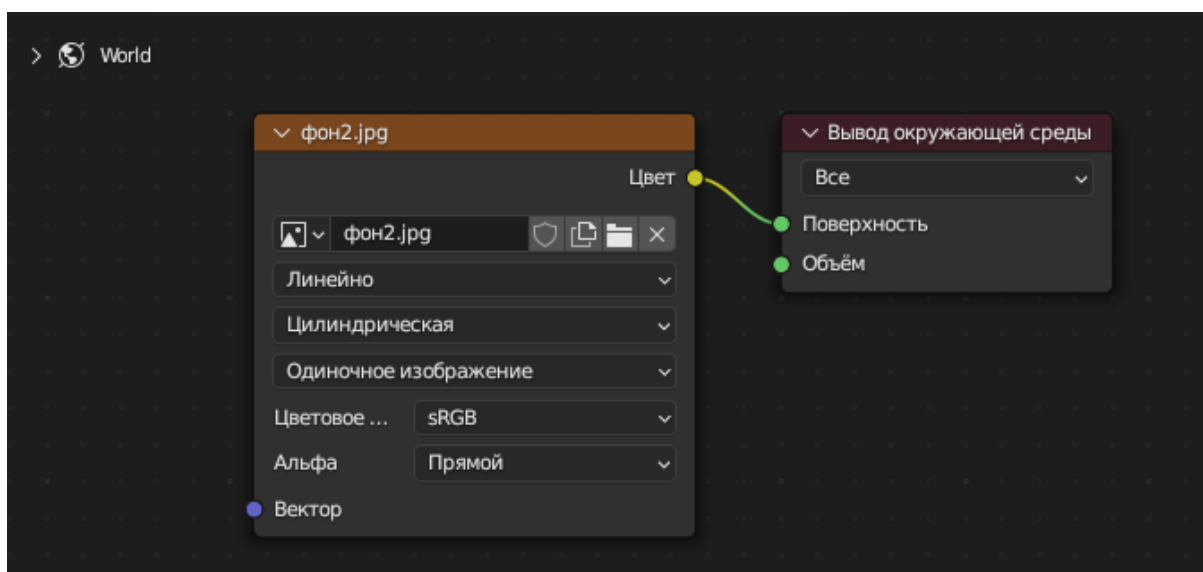 World
фон2.jpg
Цвет
фон2.jpg
Линейно
Цилиндрическая
Одиночное изображение
Цветовое ... sRGB
Альфа Прямой
Вектор
Вывод окружающей среды
Все
Поверхность
Объём